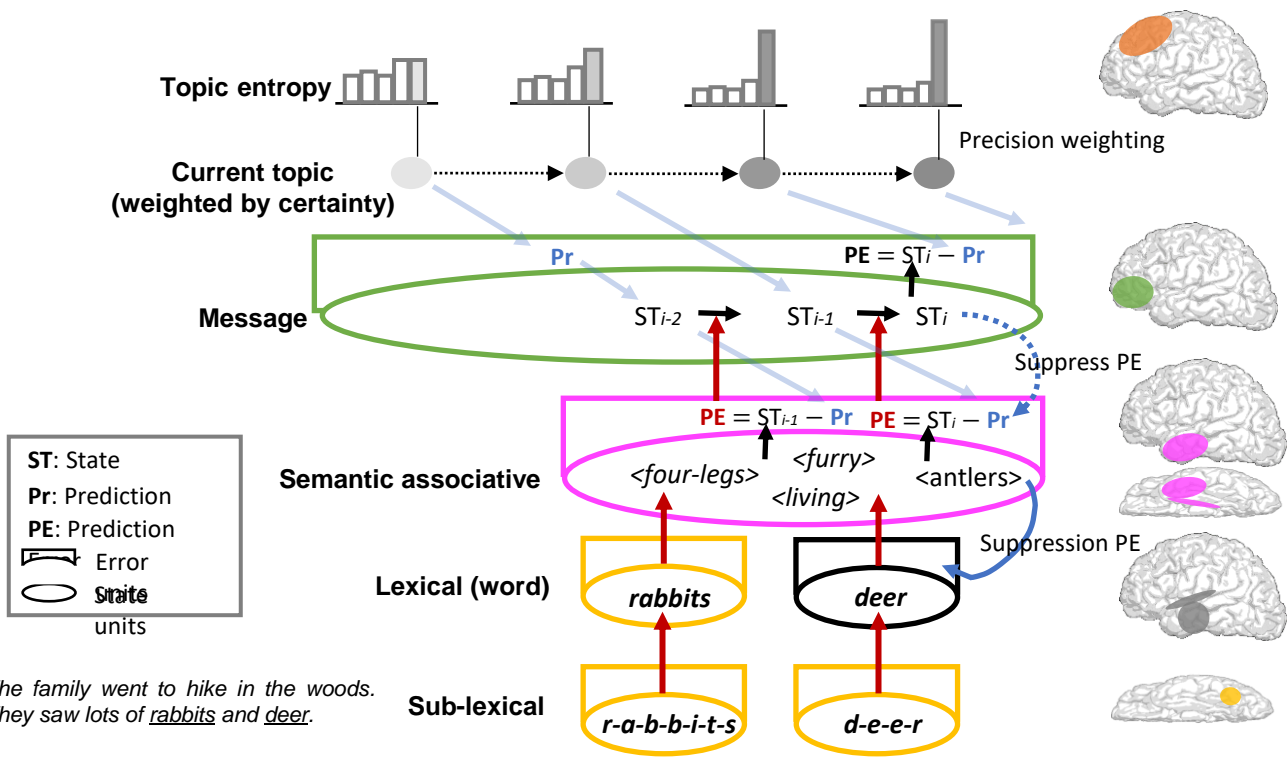 Topic entropy
Precision weighting
Current topic
(weighted by certainty)
Pr
PE = STi – Pr
Message
STi-2
STi-1
STi
Suppress PE
PE = STi-1 – Pr
PE = STi – Pr
Semantic associative
<four-legs>
<furry>
<living>
<antlers>
Suppression PE
ST: State
Pr: Prediction
PE: Prediction
Error
Error
units
State
units
Lexical (word)
rabbits
deer
Sub-lexical
r-a-b-b-i-t-s
d-e-e-r
he family went to hike in the woods.
hey saw lots of rabbits and deer.